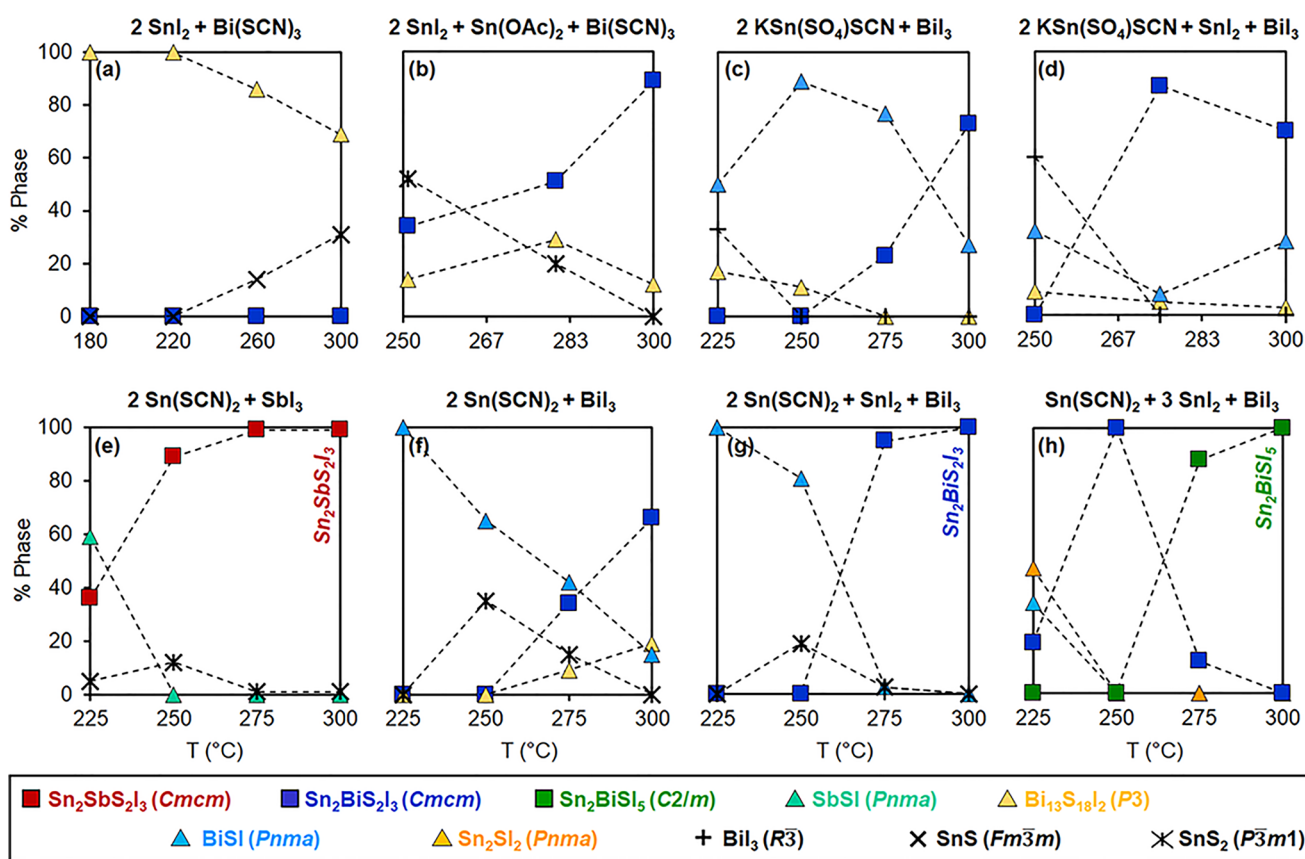 2 SnI₂ + Bi(SCN)₃
2 SnI₂ + Sn(OAc)₂ + Bi(SCN)₃
2 KSn(SO₄)SCN + BiI₃
2 KSn(SO₄)SCN + SnI₂ + BiI₃
% Phase
100
80
60
40
20
0
(a)
180 220 260 300
(b)
250 267 283 300
(c)
225 250 275 300
(d)
250 267 283 300
2 Sn(SCN)₂ + SbI₃
2 Sn(SCN)₂ + BiI₃
2 Sn(SCN)₂ + SnI₂ + BiI₃
Sn(SCN)₂ + 3 SnI₂ + BiI₃
% Phase
100
80
60
40
20
0
(e)
Sn₂SbS₂I₃
225 250 275 300
T (°C)
(f)
225 250 275 300
T (°C)
(g)
Sn₂BiS₂I₃
225 250 275 300
T (°C)
(h)
Sn₂BiSI₅
225 250 275 300
T (°C)
Sn₂SbS₂I₃ (Cmcm) Sn₂BiS₂I₃ (Cmcm) Sn₂BiSI₅ (C2/m) SbSI (Pnma) Bi₁₃S₁₈I₂ (P3)
BiSI (Pnma) Sn₂SI₂ (Pnma) BiI₃ (R3̅) SnS (Fm3̅m) SnS₂ (P3̅m1)